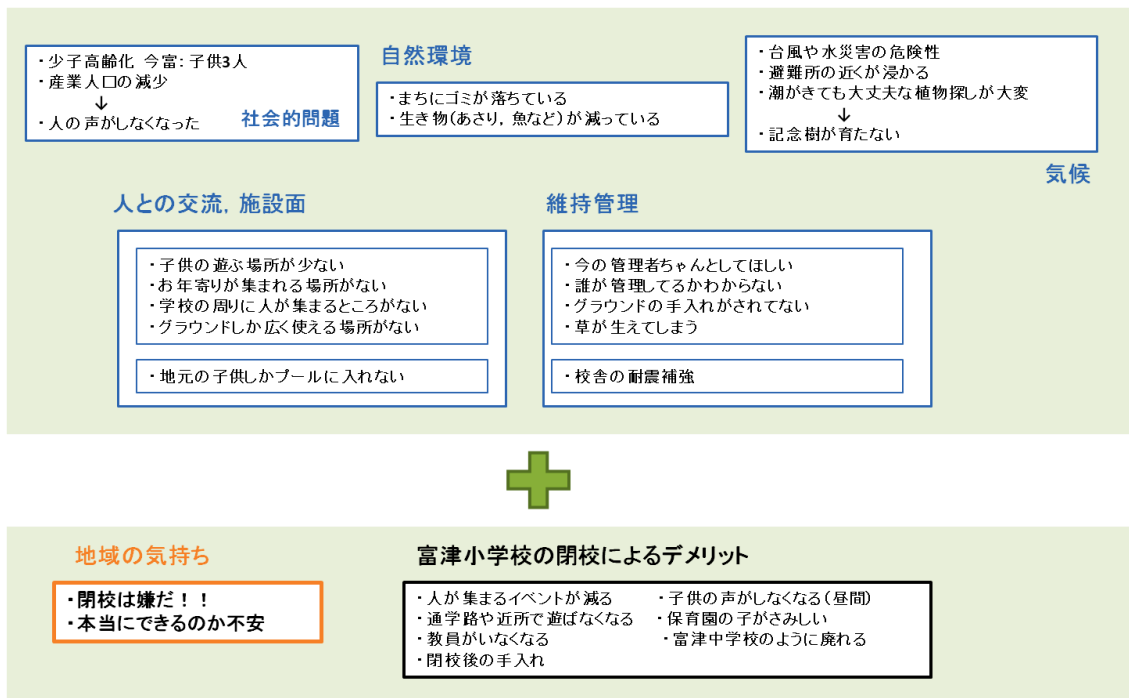 ・少子高齢化 今富：子供3人
・産業人口の減少
↓
・人の声がしなくなった
社会的問題
自然環境
・まちにゴミが落ちている
・生き物（あさり，魚など）が減っている
・台風や水災害の危険性
・避難所の近くが浸かる
・潮がきても大丈夫な植物探しが大変
↓
・記念樹が育たない
気候
人との交流，施設面
・子供の遊ぶ場所が少ない
・お年寄りが集まれる場所がない
・学校の周りに人が集まるところがない
・グラウンドしか広く使える場所がない
・地元の子供しかプールに入れない
維持管理
・今の管理者ちゃんとしてほしい
・誰が管理してるかわからない
・グラウンドの手入れがされてない
・草が生えてしまう
・校舎の耐震補強
地域の気持ち
・閉校は嫌だ！！
・本当にできるのか不安
富津小学校の閉校によるデメリット
・人が集まるイベントが減る
・通学路や近所で遊ばなくなる
・教員がいなくなる
・閉校後の手入れ
・子供の声がしなくなる（昼間）
・保育園の子がさみしい
・富津中学校のように廃れる